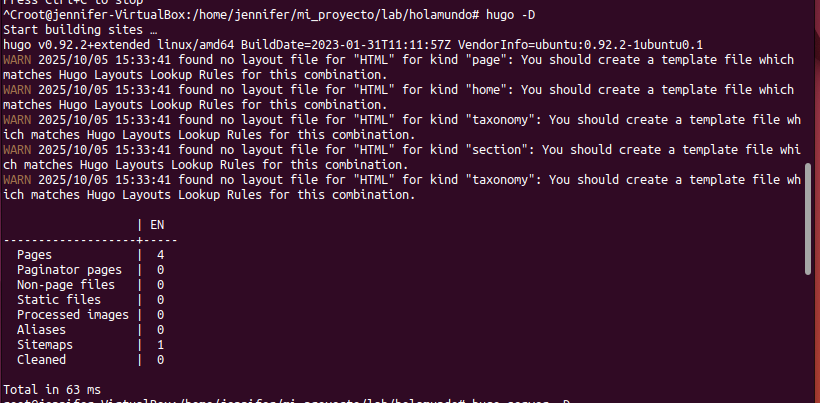 Press Ctrl+C to stop
^Croot@jennifer-VirtualBox:/home/jennifer/mi_proyecto/lab/holamundo# hugo -D
Start building sites …
hugo v0.92.2+extended linux/amd64 BuildDate=2023-01-31T11:11:57Z VendorInfo=ubuntu:0.92.2-1ubuntu0.1
WARN 2025/10/05 15:33:41 found no layout file for "HTML" for kind "page": You should create a template file which
matches Hugo Layouts Lookup Rules for this combination.
WARN 2025/10/05 15:33:41 found no layout file for "HTML" for kind "home": You should create a template file which
matches Hugo Layouts Lookup Rules for this combination.
WARN 2025/10/05 15:33:41 found no layout file for "HTML" for kind "taxonomy": You should create a template file wh
ich matches Hugo Layouts Lookup Rules for this combination.
WARN 2025/10/05 15:33:41 found no layout file for "HTML" for kind "section": You should create a template file whi
ch matches Hugo Layouts Lookup Rules for this combination.
WARN 2025/10/05 15:33:41 found no layout file for "HTML" for kind "taxonomy": You should create a template file wh
ich matches Hugo Layouts Lookup Rules for this combination.
                   | EN
-------------------+-----
  Pages            |  4
  Paginator pages  |  0
  Non-page files   |  0
  Static files     |  0
  Processed images |  0
  Aliases          |  0
  Sitemaps         |  1
  Cleaned          |  0
Total in 63 ms
root@jennifer-VirtualBox:/home/jennifer/mi_proyecto/lab/holamundo# hugo server -D